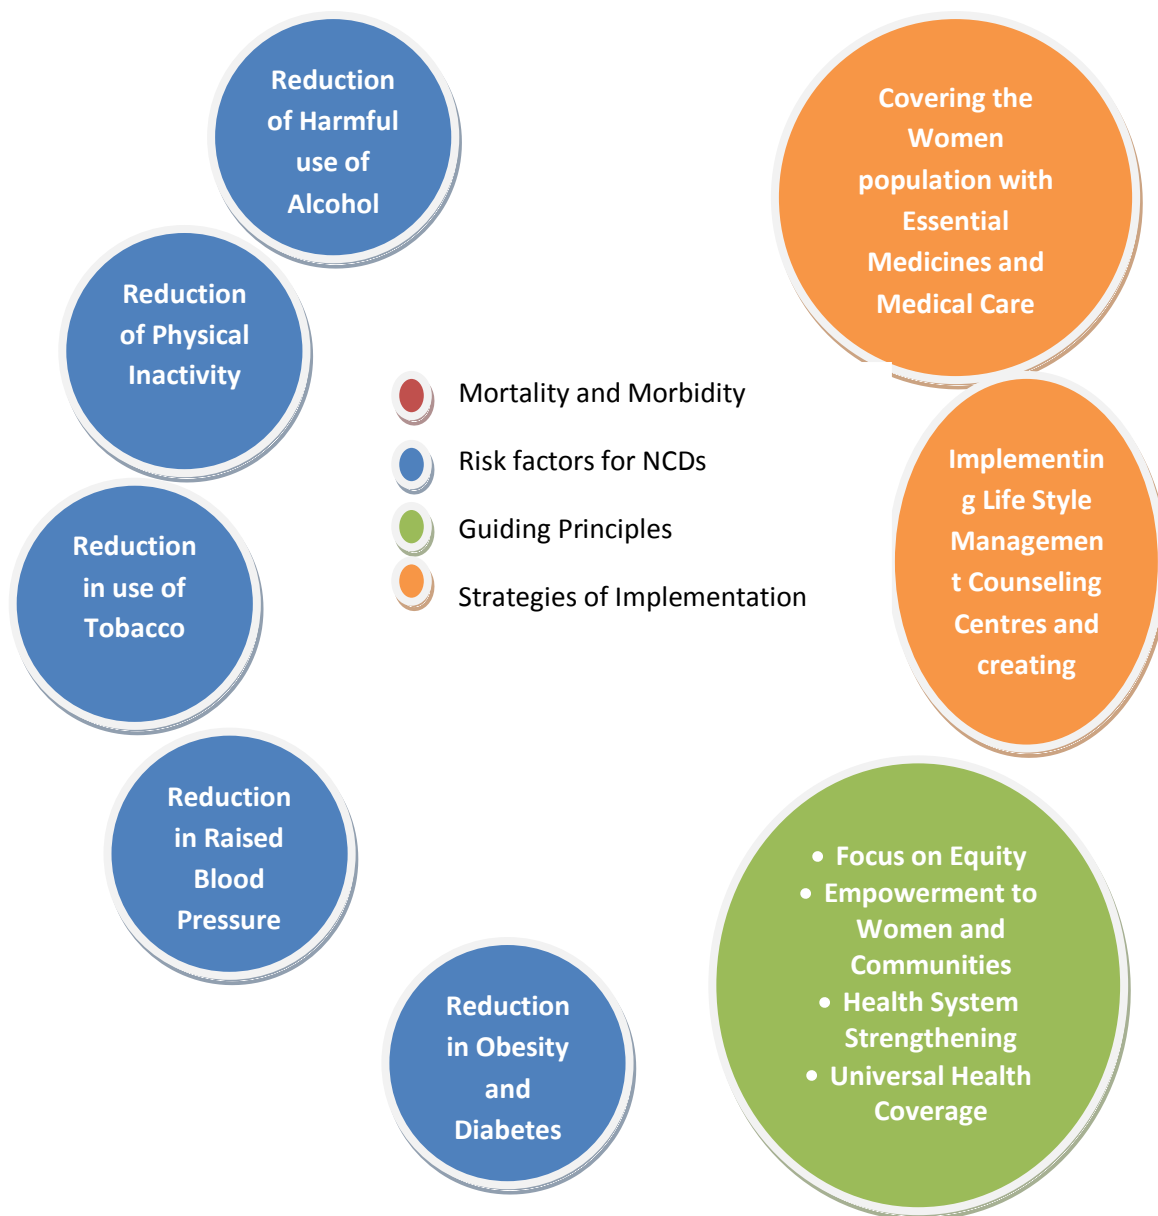 Reduction
of Harmful
use of
Alcohol
Reduction
of Physical
Inactivity
Reduction
in use of
Tobacco
Reduction
in Raised
Blood
Pressure
Reduction
in Obesity
and
Diabetes
Mortality and Morbidity
Risk factors for NCDs
Guiding Principles
Strategies of Implementation
Covering the
Women
population with
Essential
Medicines and
Medical Care
Implementin
g Life Style
Managemen
t Counseling
Centres and
creating
• Focus on Equity
• Empowerment to
Women and
Communities
• Health System
Strengthening
• Universal Health
Coverage